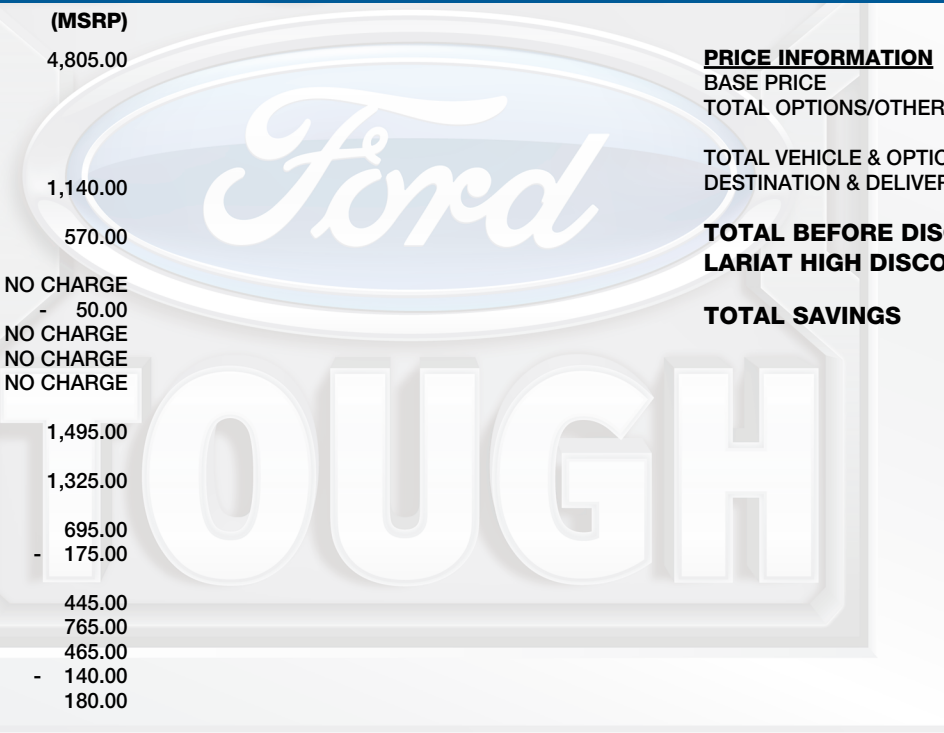 (MSRP)
4,805.00
1,140.00
570.00
NO CHARGE
- 50.00
NO CHARGE
NO CHARGE
NO CHARGE
1,495.00
1,325.00
695.00
- 175.00
445.00
765.00
465.00
- 140.00
180.00
PRICE INFORMATION
BASE PRICE
TOTAL OPTIONS/OTHER
TOTAL VEHICLE & OPTIO
DESTINATION & DELIVER
TOTAL BEFORE DISC
LARIAT HIGH DISCO
TOTAL SAVINGS
Ford
TOUGH